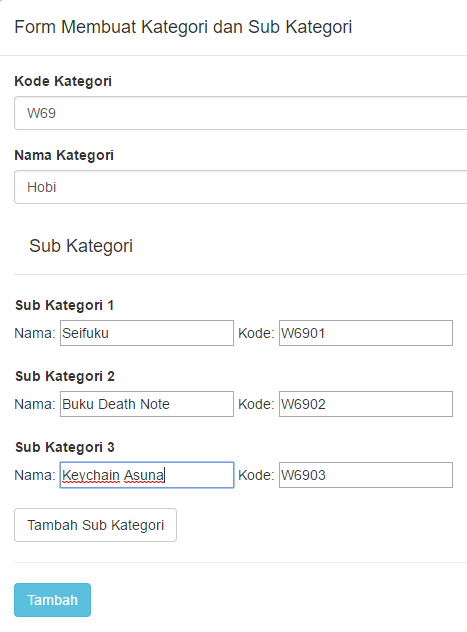 Form Membuat Kategori dan Sub Kategori
Kode Kategori
W69
Nama Kategori
Hobi
Sub Kategori
Sub Kategori 1
Nama: Seifuku Kode: W6901
Sub Kategori 2
Nama: Buku Death Note Kode: W6902
Sub Kategori 3
Nama: Keychain Asuna Kode: W6903
Tambah Sub Kategori
Tambah